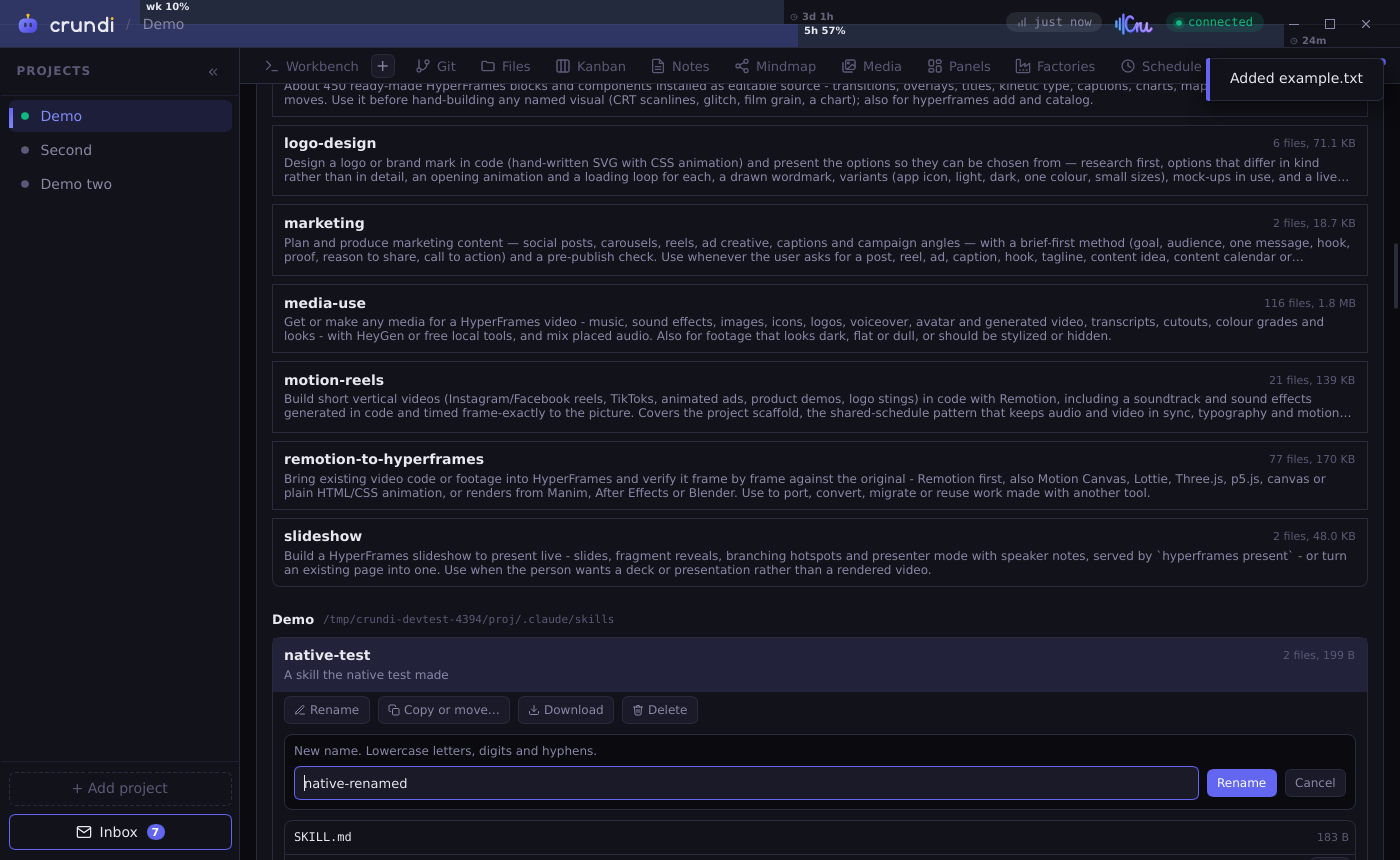 wk 10%
crundi / Demo
3d 1h
5h 57%
just now
Cru
connected
24m
PROJECTS
Demo
Second
Demo two
+ Add project
Inbox 7
Workbench
Git
Files
Kanban
Notes
Mindmap
Media
Panels
Factories
Schedule
Added example.txt
About 450 ready-made HyperFrames blocks and components installed as editable source - transitions, overlays, titles, kinetic type, captions, charts,
moves. Use it before hand-building any named visual (CRT scanlines, glitch, film grain, a chart); also for hyperframes add and catalog.
logo-design
6 files, 71.1 KB
Design a logo or brand mark in code (hand-written SVG with CSS animation) and present the options so they can be chosen from — research first, options that differ in kind
rather than in detail, an opening animation and a loading loop for each, a drawn wordmark, variants (app icon, light, dark, one colour, small sizes), mock-ups in use, and a live…
marketing
2 files, 18.7 KB
Plan and produce marketing content — social posts, carousels, reels, ad creative, captions and campaign angles — with a brief-first method (goal, audience, one message, hook,
proof, reason to share, call to action) and a pre-publish check. Use whenever the user asks for a post, reel, ad, caption, hook, tagline, content idea, content calendar or…
media-use
116 files, 1.8 MB
Get or make any media for a HyperFrames video - music, sound effects, images, icons, logos, voiceover, avatar and generated video, transcripts, cutouts, colour grades and
looks - with HeyGen or free local tools, and mix placed audio. Also for footage that looks dark, flat or dull, or should be stylized or hidden.
motion-reels
21 files, 139 KB
Build short vertical videos (Instagram/Facebook reels, TikToks, animated ads, product demos, logo stings) in code with Remotion, including a soundtrack and sound effects
generated in code and timed frame-exactly to the picture. Covers the project scaffold, the shared-schedule pattern that keeps audio and video in sync, typography and motion…
remotion-to-hyperframes
77 files, 170 KB
Bring existing video code or footage into HyperFrames and verify it frame by frame against the original - Remotion first, also Motion Canvas, Lottie, Three.js, p5.js, canvas or
plain HTML/CSS animation, or renders from Manim, After Effects or Blender. Use to port, convert, migrate or reuse work made with another tool.
slideshow
2 files, 48.0 KB
Build a HyperFrames slideshow to present live - slides, fragment reveals, branching hotspots and presenter mode with speaker notes, served by `hyperframes present` - or turn
an existing page into one. Use when the person wants a deck or presentation rather than a rendered video.
Demo /tmp/crundi-devtest-4394/proj/.claude/skills
native-test
2 files, 199 B
A skill the native test made
Rename
Copy or move…
Download
Delete
New name. Lowercase letters, digits and hyphens.
native-renamed
Rename
Cancel
SKILL.md
183 B